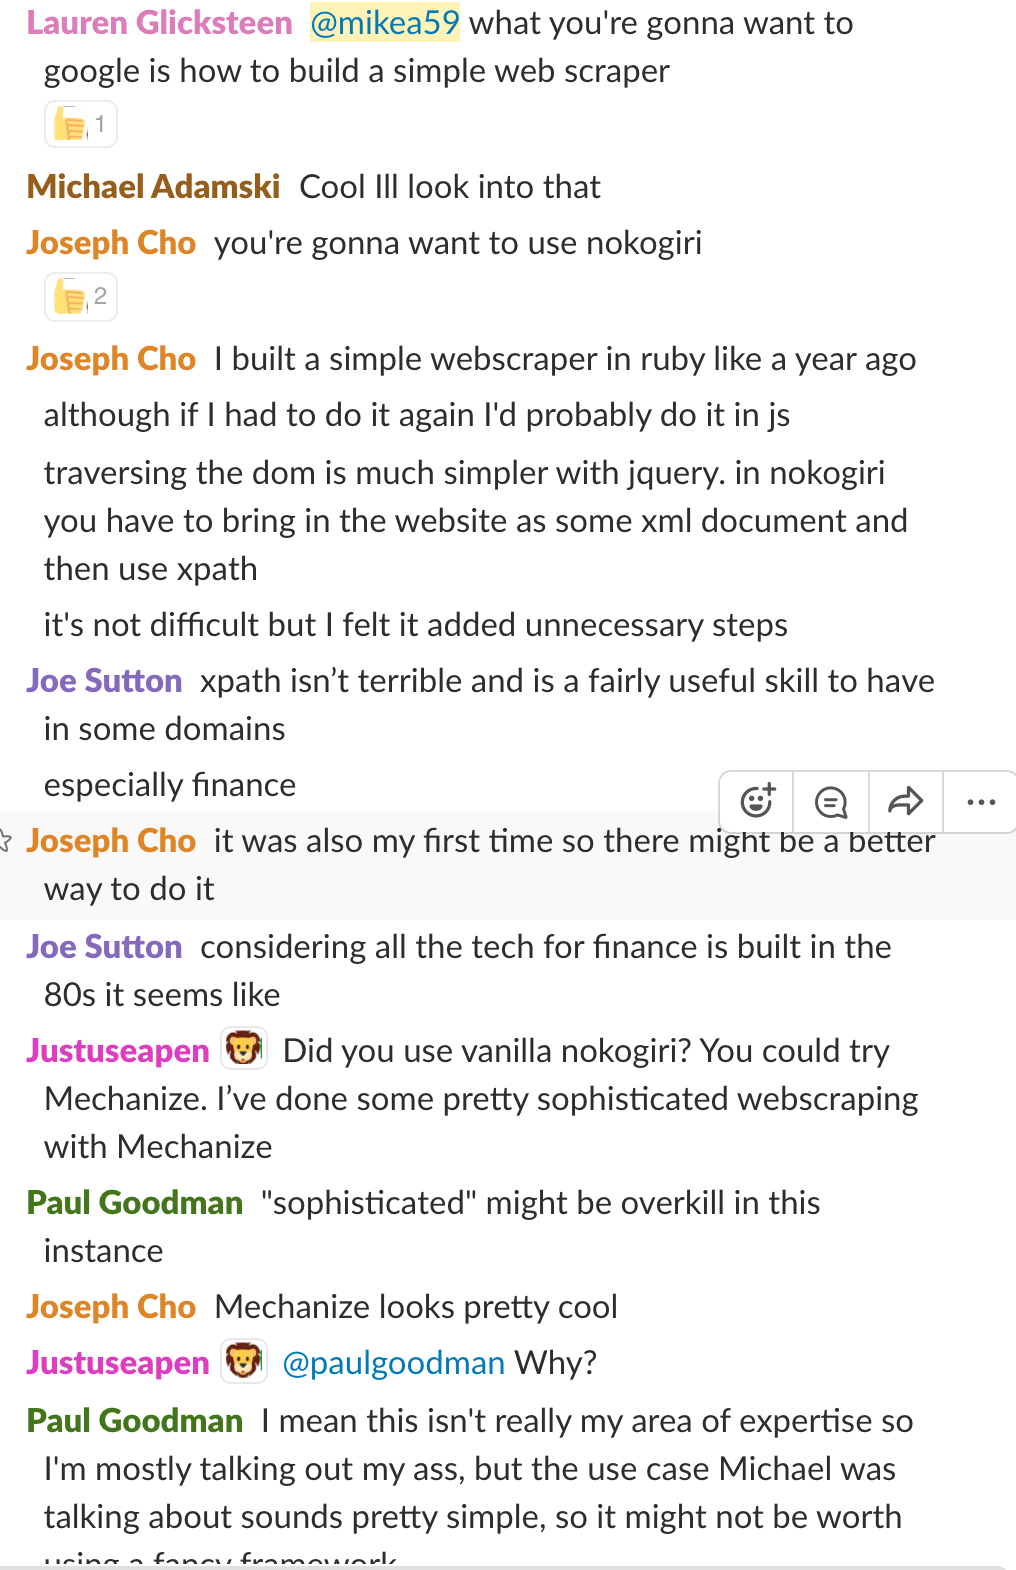 Lauren Glicksteen @mikea59 what you're gonna want to
google is how to build a simple web scraper
1
Michael Adamski Cool Ill look into that
Joseph Cho you're gonna want to use nokogiri
2
Joseph Cho I built a simple webscraper in ruby like a year ago
although if I had to do it again I'd probably do it in js
traversing the dom is much simpler with jquery. in nokogiri
you have to bring in the website as some xml document and
then use xpath
it's not difficult but I felt it added unnecessary steps
Joe Sutton xpath isn’t terrible and is a fairly useful skill to have
in some domains
especially finance
Joseph Cho it was also my first time so there might be a better
way to do it
Joe Sutton considering all the tech for finance is built in the
80s it seems like
Justuseapen Did you use vanilla nokogiri? You could try
Mechanize. I’ve done some pretty sophisticated webscraping
with Mechanize
Paul Goodman "sophisticated" might be overkill in this
instance
Joseph Cho Mechanize looks pretty cool
Justuseapen @paulgoodman Why?
Paul Goodman I mean this isn't really my area of expertise so
I'm mostly talking out my ass, but the use case Michael was
talking about sounds pretty simple, so it might not be worth
using a fancy framework